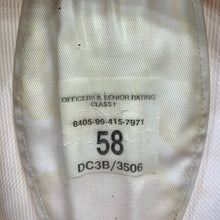 OFFICERS & SENIOR RATING
CLASS I
8405-99-415-7971
58
DC3B/3506